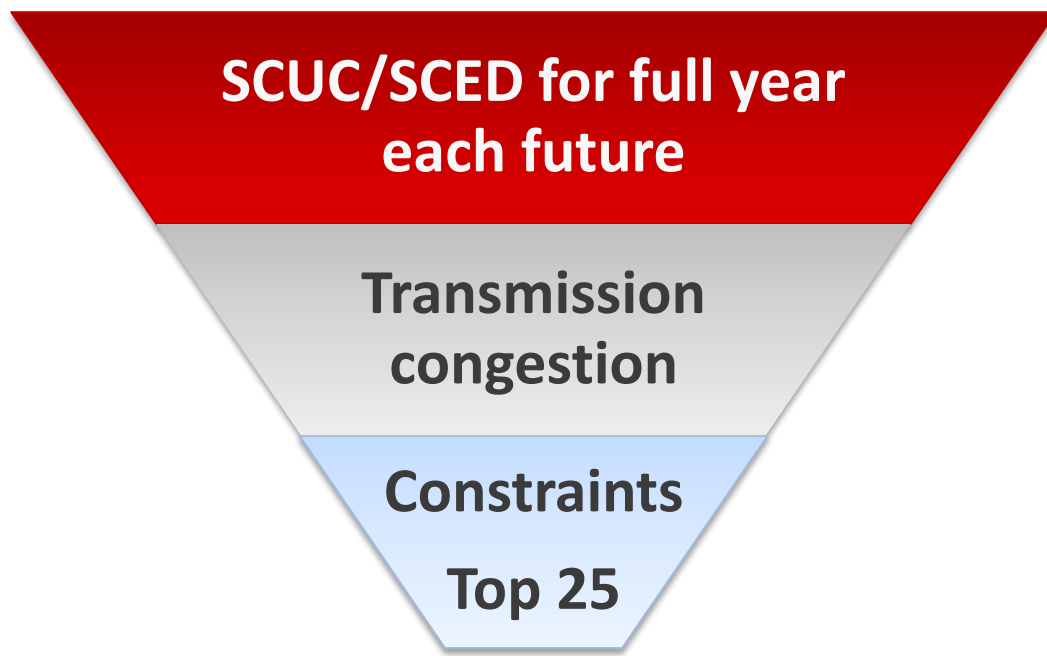 SCUC/SCED for full year
each future
Transmission
congestion
Constraints
Top 25